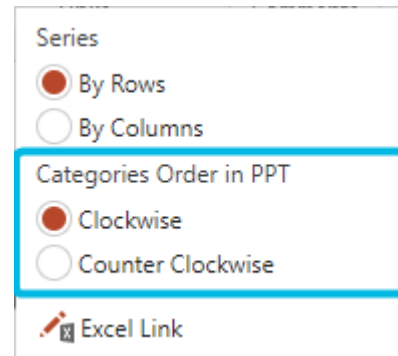 Series
By Rows
By Columns
Categories Order in PPT
Clockwise
Counter Clockwise
Excel Link